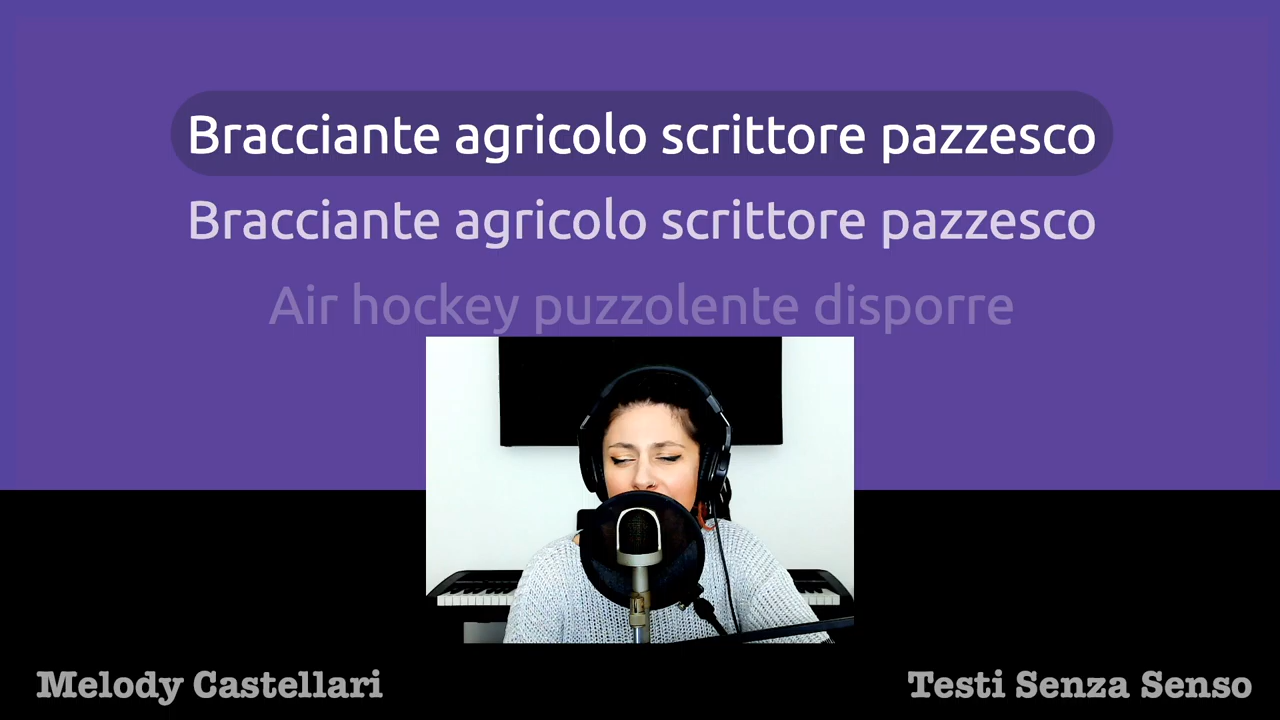 Bracciante agricolo scrittore pazzesco
Bracciante agricolo scrittore pazzesco
Air hockey puzzolente disporre
Melody Castellari
Testi Senza Senso